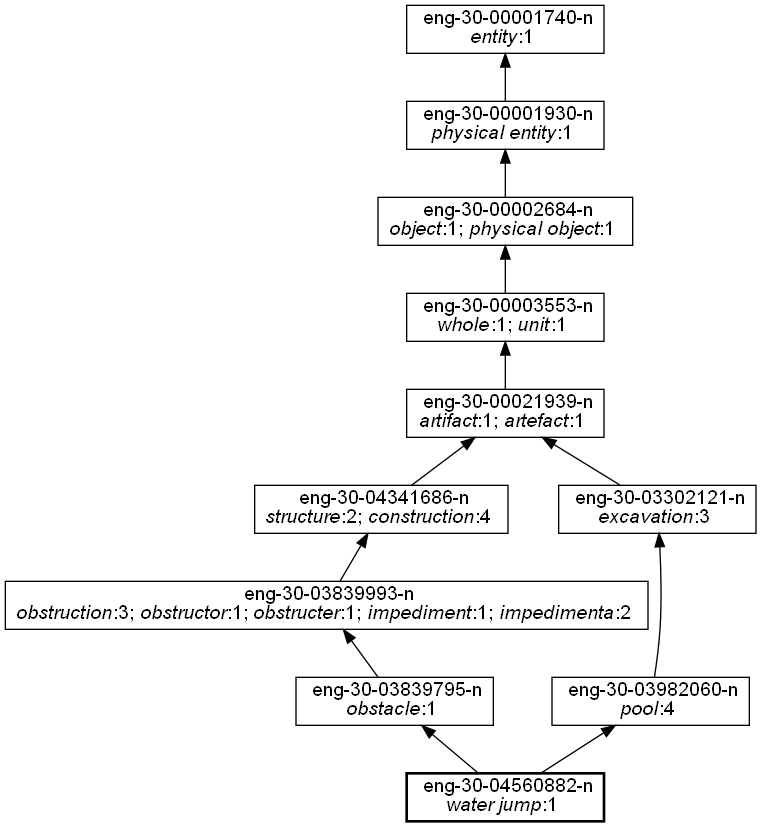 eng-30-00001740-n
entity:1
eng-30-00001930-n
physical entity:1
eng-30-00002684-n
object:1; physical object:1
eng-30-00003553-n
whole:1; unit:1
eng-30-00021939-n
artifact:1; artefact:1
eng-30-04341686-n
structure:2; construction:4
eng-30-03302121-n
excavation:3
eng-30-03839993-n
obstruction:3; obstructor:1; obstructer:1; impediment:1; impedimenta:2
eng-30-03839795-n
obstacle:1
eng-30-03982060-n
pool:4
eng-30-04560882-n
water jump:1